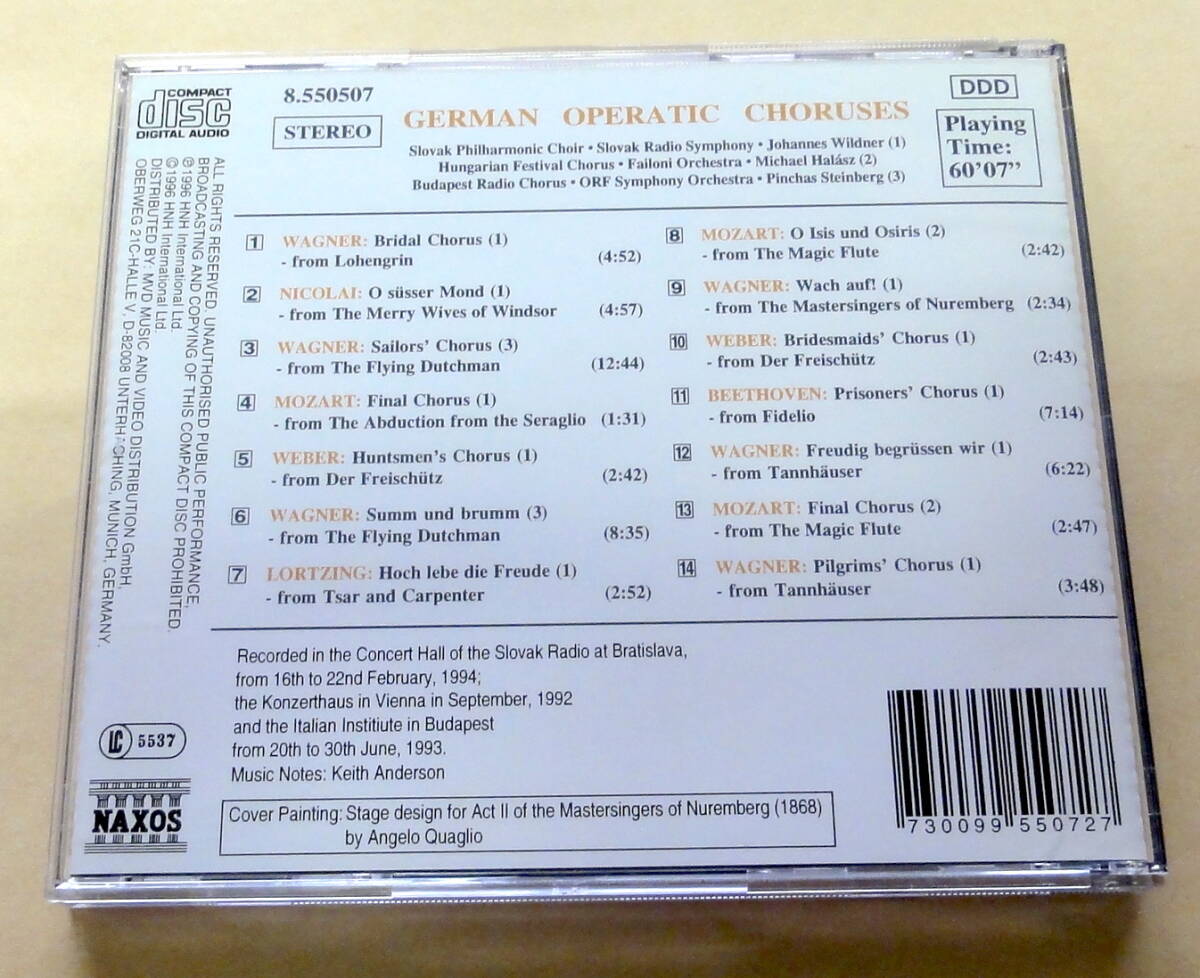 COMPACT
disc
DIGITAL AUDIO
8.550507
STEREO
GERMAN OPERATIC CHORUSES
Slovak Philharmonic Choir · Slovak Radio Symphony · Johannes Wildner (1)
Hungarian Festival Chorus · Failoni Orchestra · Michael Halász (2)
Budapest Radio Chorus · ORF Symphony Orchestra · Pinchas Steinberg (3)
DDD
Playing
Time:
60'07”
1 WAGNER: Bridal Chorus (1)
- from Lohengrin (4:52)
2 NICOLAI: O süsser Mond (1)
- from The Merry Wives of Windsor (4:57)
3 WAGNER: Sailors' Chorus (3)
- from The Flying Dutchman (12:44)
4 MOZART: Final Chorus (1)
- from The Abduction from the Seraglio (1:31)
5 WEBER: Huntsmen's Chorus (1)
- from Der Freischütz (2:42)
6 WAGNER: Summ und brumm (3)
- from The Flying Dutchman (8:35)
7 LORTZING: Hoch lebe die Freude (1)
- from Tsar and Carpenter (2:52)
8 MOZART: O Isis und Osiris (2)
- from The Magic Flute (2:42)
9 WAGNER: Wach auf! (1)
- from The Mastersingers of Nuremberg (2:34)
10 WEBER: Bridesmaids' Chorus (1)
- from Der Freischütz (2:43)
11 BEETHOVEN: Prisoners' Chorus (1)
- from Fidelio (7:14)
12 WAGNER: Freudig begrüssen wir (1)
- from Tannhäuser (6:22)
13 MOZART: Final Chorus (2)
- from The Magic Flute (2:47)
14 WAGNER: Pilgrims' Chorus (1)
- from Tannhäuser (3:48)
ALL RIGHTS RESERVED. UNAUTHORISED PUBLIC PERFORMANCE,
BROADCASTING AND COPYING OF THIS COMPACT DISC PROHIBITED.
℗ 1996 HNH International Ltd.
© 1996 HNH International Ltd.
DISTRIBUTED BY: MVD MUSIC AND VIDEO DISTRIBUTION GmbH,
OBERWEG 21C-HALLE V, D-82008 UNTERHACHING, MUNICH, GERMANY.
Recorded in the Concert Hall of the Slovak Radio at Bratislava,
from 16th to 22nd February, 1994;
the Konzerthaus in Vienna in September, 1992
and the Italian Institiute in Budapest
from 20th to 30th June, 1993.
Music Notes: Keith Anderson
LC 5537
NAXOS
Cover Painting: Stage design for Act II of the Mastersingers of Nuremberg (1868)
by Angelo Quaglio
730099 550727